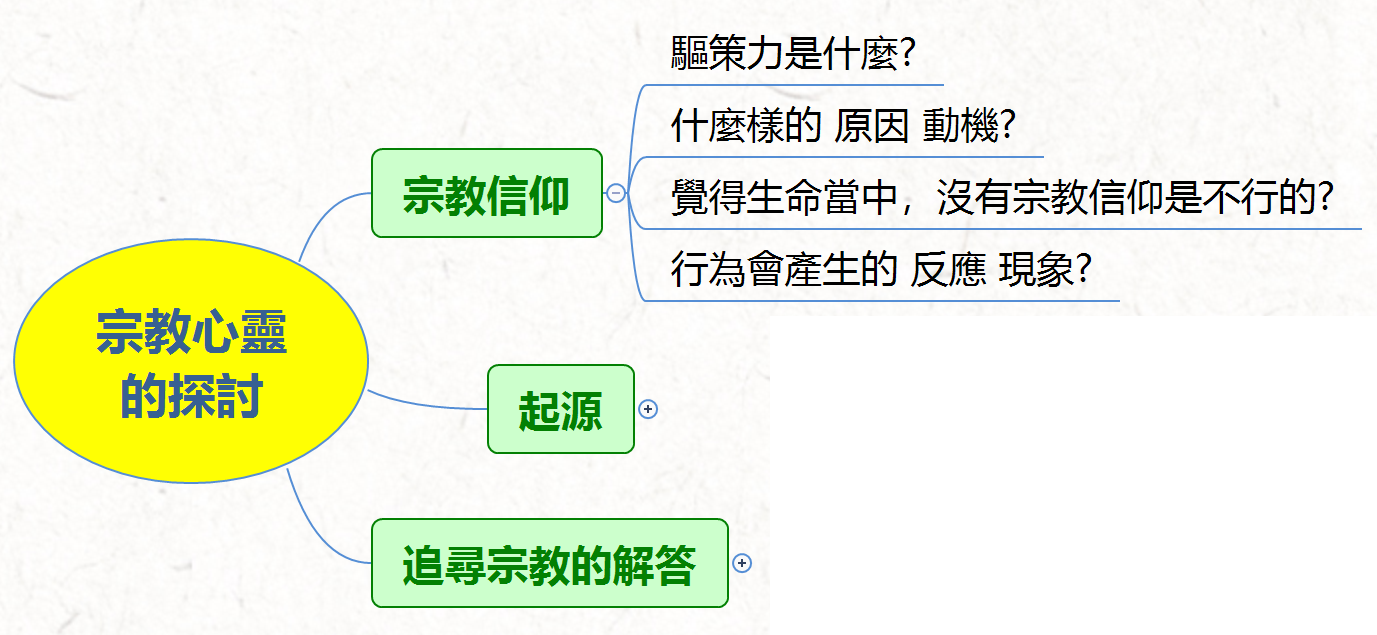 驅策力是什麼?
什麼樣的 原因 動機?
宗教信仰
覺得生命當中，沒有宗教信仰是不行的?
行為會產生的 反應 現象?
宗教心靈
的探討
起源
追尋宗教的解答